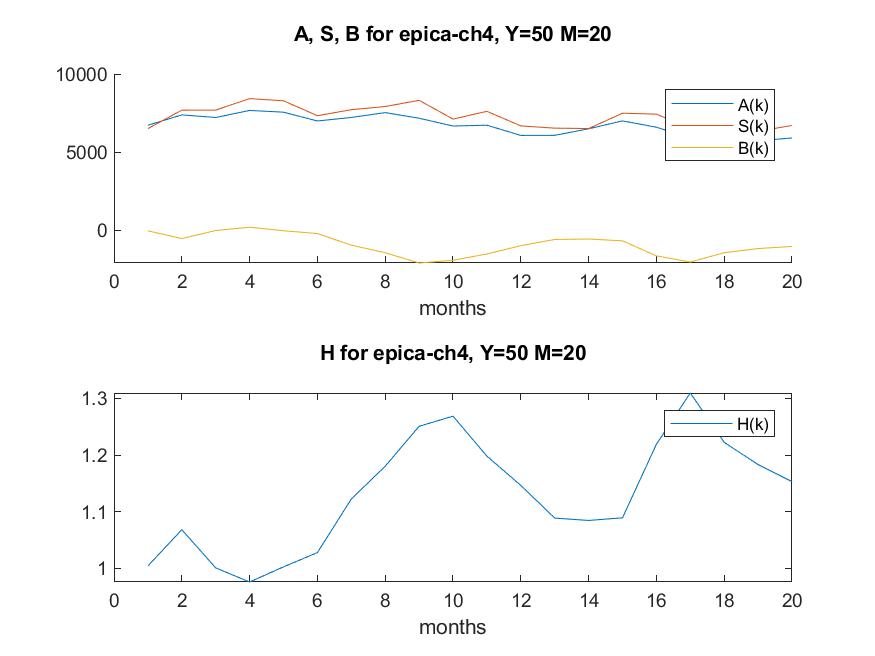 A, S, B for epica-ch4, Y=50 M=20
10000
5000
0
A(k)
S(k)
B(k)
0 2 4 6 8 10 12 14 16 18 20
months
H for epica-ch4, Y=50 M=20
1.3
1.2
1.1
1
H(k)
0 2 4 6 8 10 12 14 16 18 20
months